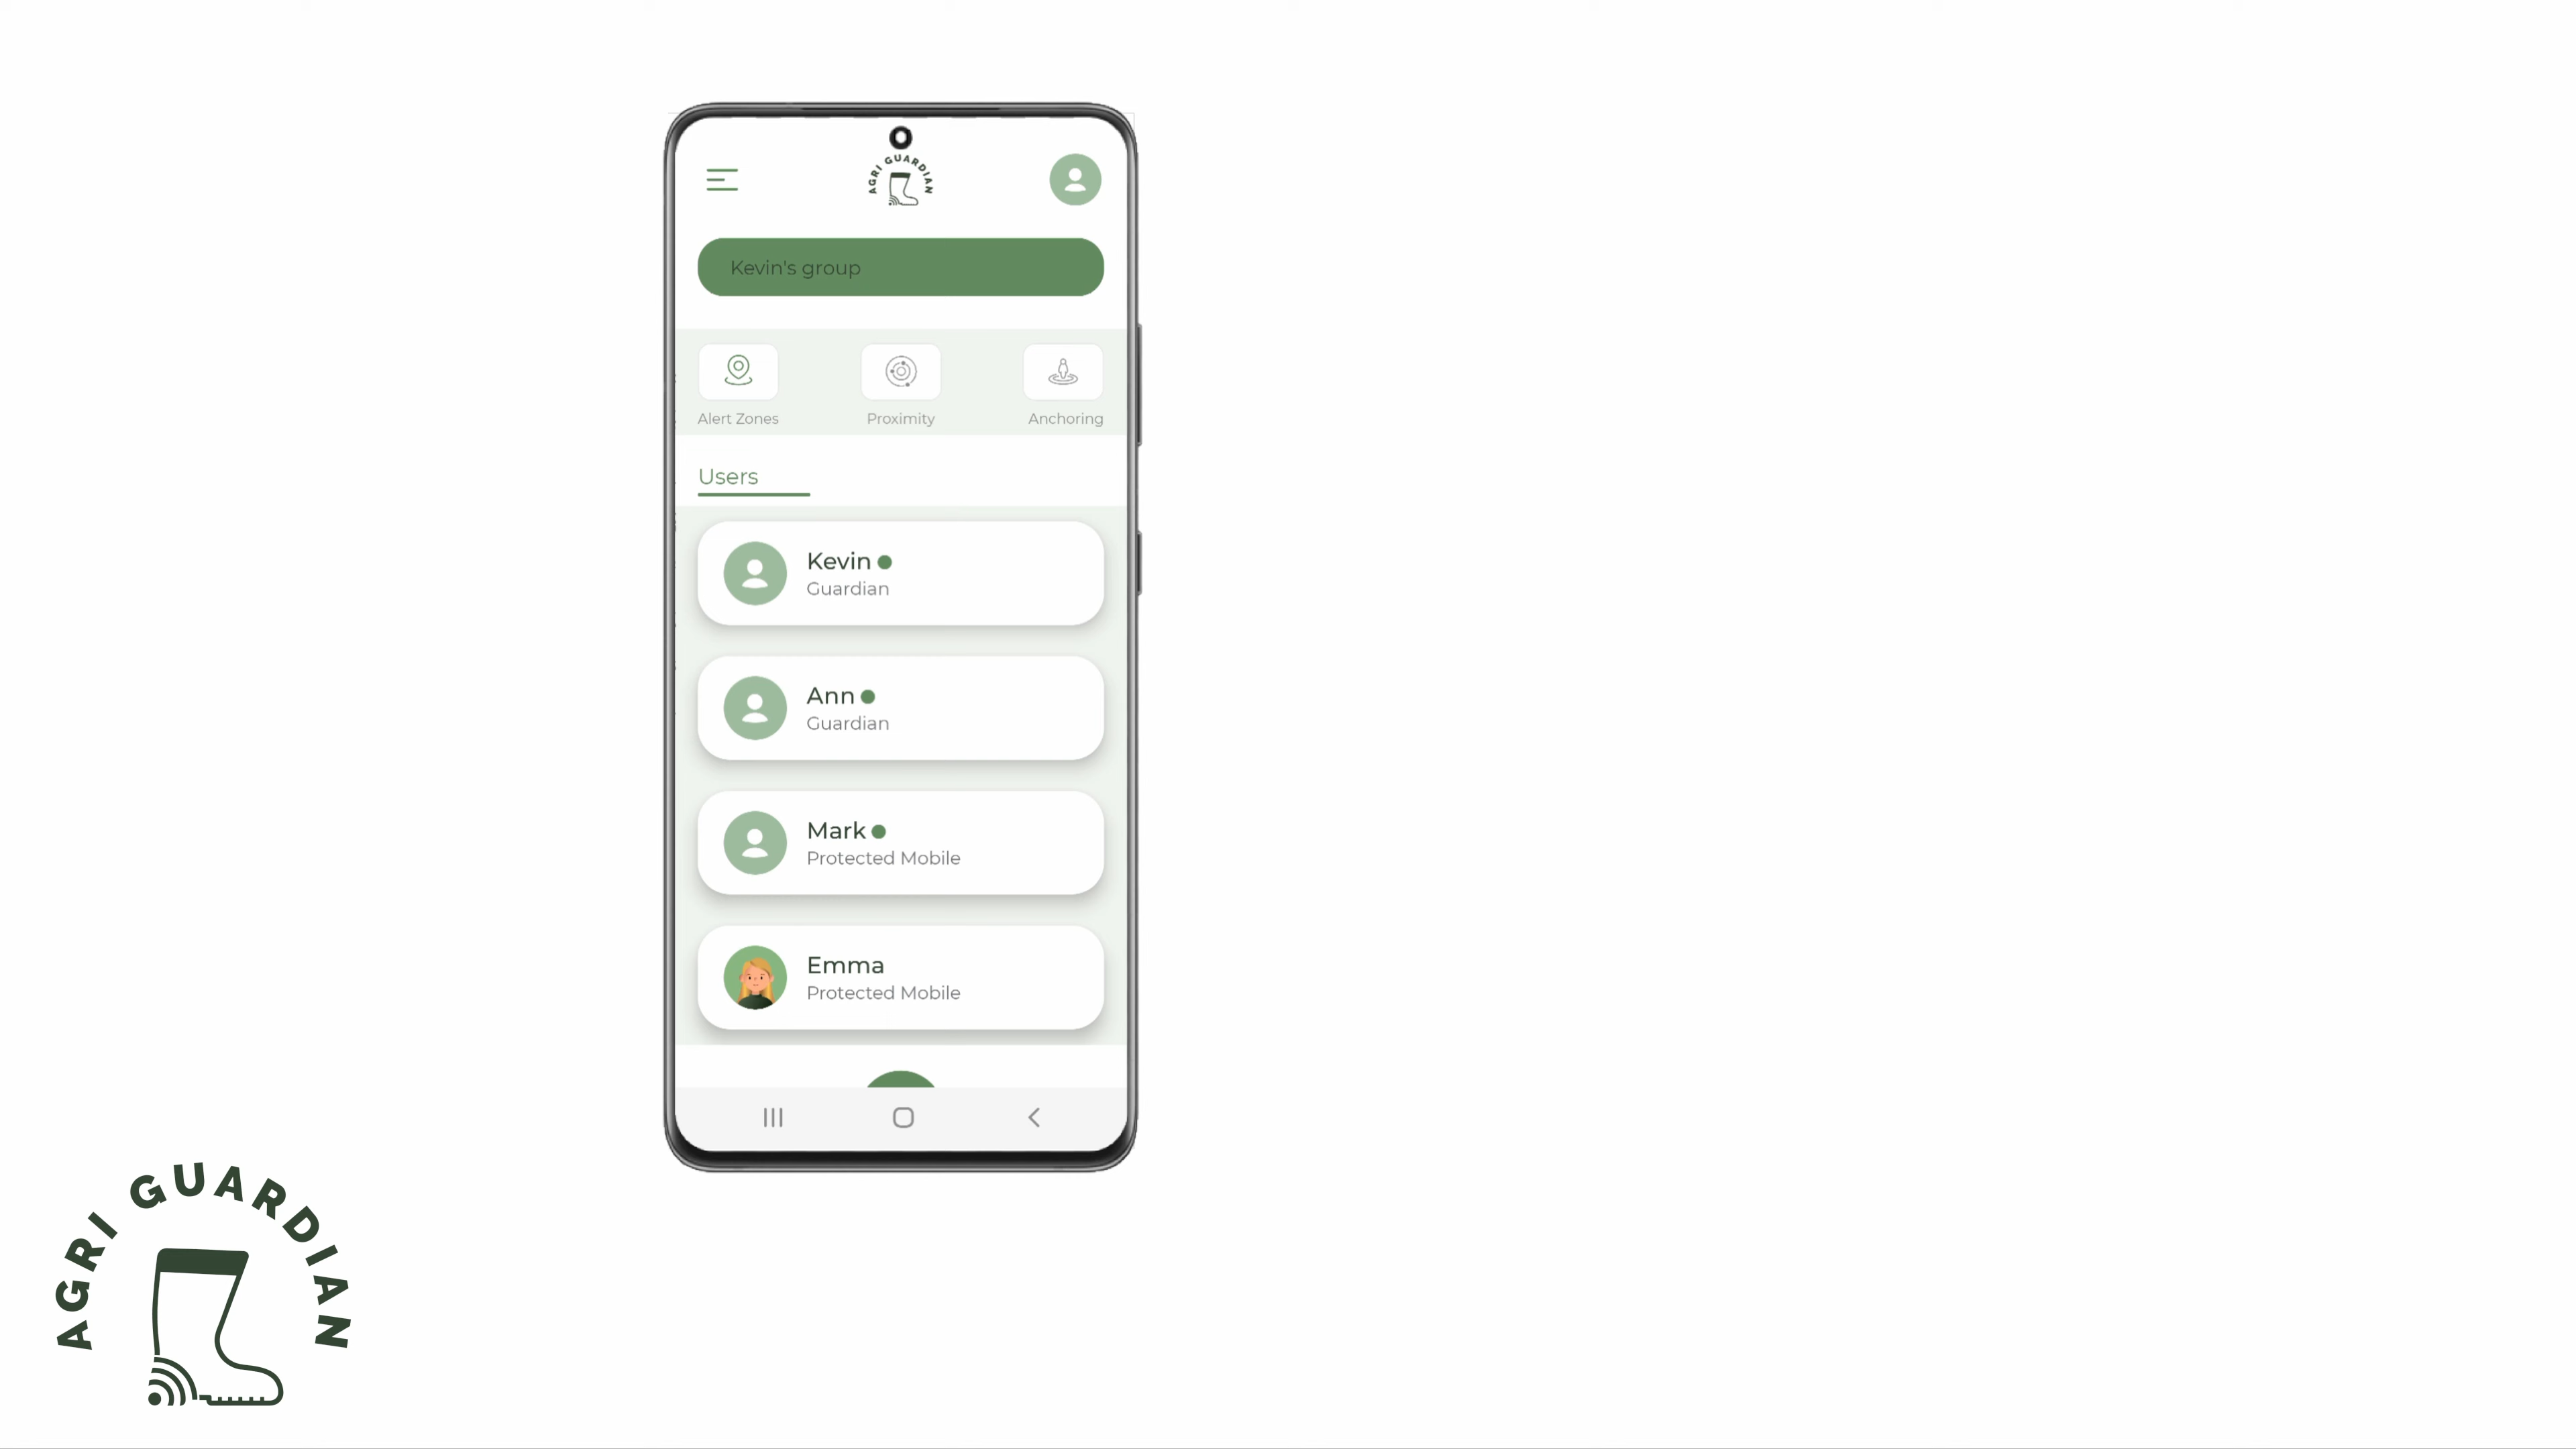 AGRI GUARDIAN
Kevin's group
Alert Zones
Proximity
Anchoring
Users
Kevin
Guardian
Ann
Guardian
Mark
Protected Mobile
Emma
Protected Mobile
AGRI GUARDIAN